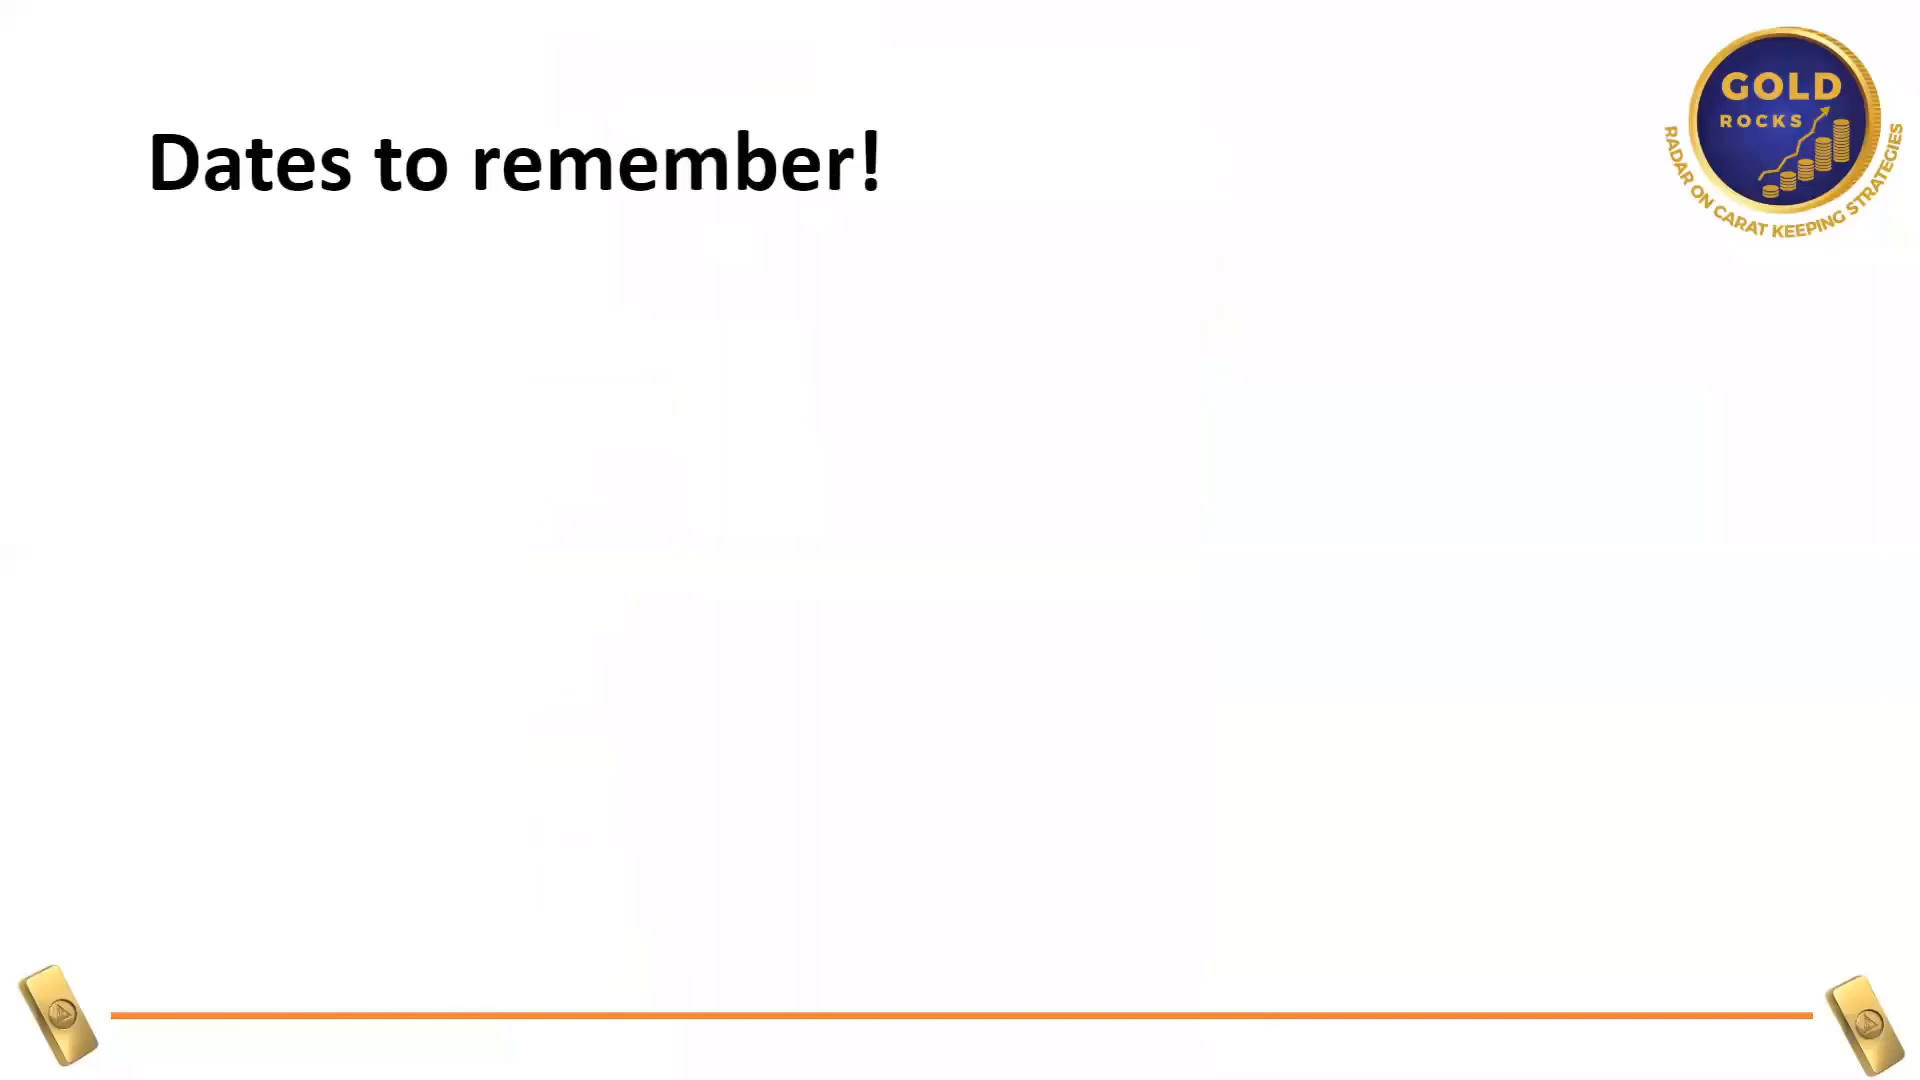 Dates to remember!
GOLD
ROCKS
RADAR ON CARAT KEEPING STRATEGIES